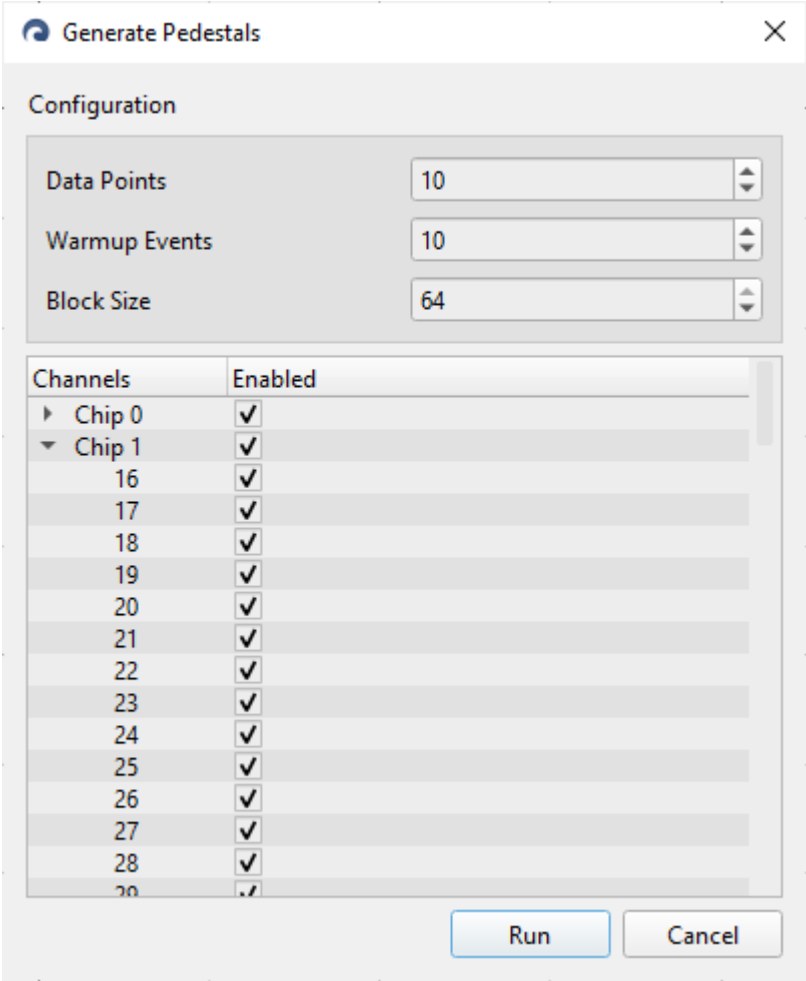 Generate Pedestals
Configuration
Data Points 10
Warmup Events 10
Block Size 64
Channels Enabled
Chip 0
Chip 1
16
17
18
19
20
21
22
23
24
25
26
27
28
29
Run Cancel